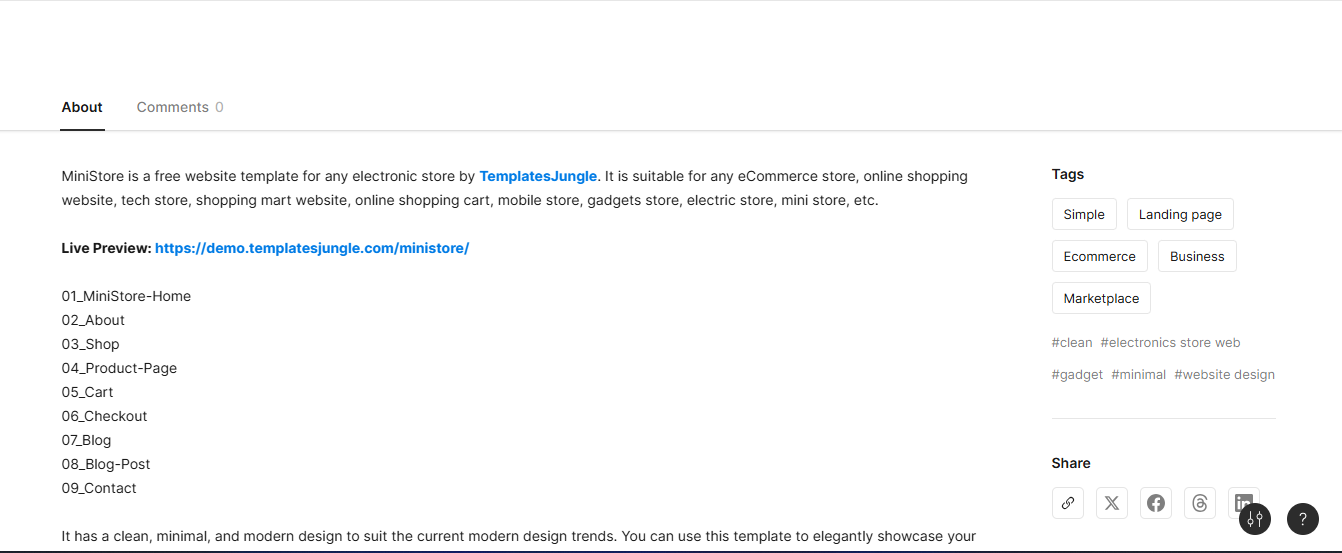 About
Comments 0
MiniStore is a free website template for any electronic store by TemplatesJungle. It is suitable for any eCommerce store, online shopping
website, tech store, shopping mart website, online shopping cart, mobile store, gadgets store, electric store, mini store, etc.
Live Preview: https://demo.templatesjungle.com/ministore/
01_MiniStore-Home
02_About
03_Shop
04_Product-Page
05_Cart
06_Checkout
07_Blog
08_Blog-Post
09_Contact
It has a clean, minimal, and modern design to suit the current modern design trends. You can use this template to elegantly showcase your
Tags
Simple
Landing page
Ecommerce
Business
Marketplace
#clean #electronics store web
#gadget #minimal #website design
Share
?